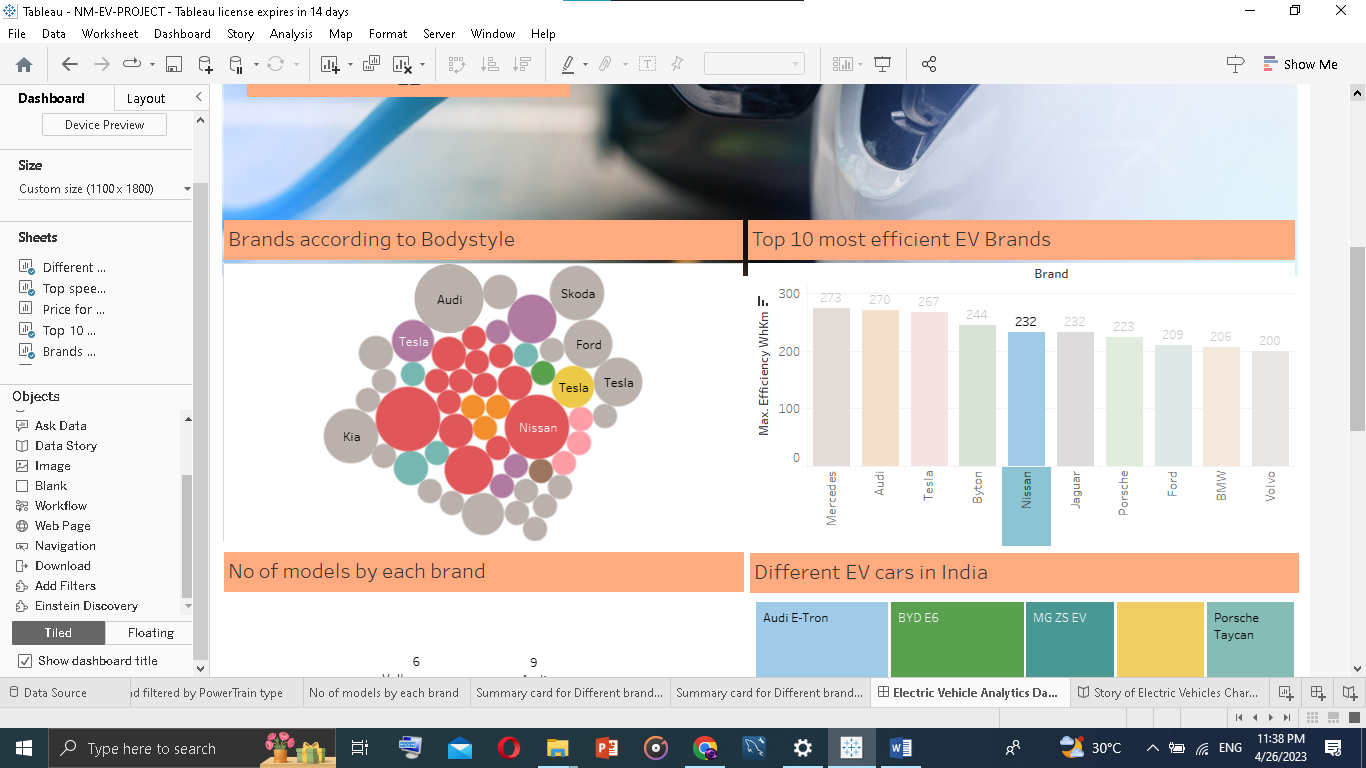 Tableau - NM-EV-PROJECT - Tableau license expires in 14 days
File Data Worksheet Dashboard Story Analysis Map Format Server Window Help
Show Me
Dashboard Layout
Device Preview
Size
Custom size (1100 x 1800)
Sheets
Different ...
Top spee...
Price for ...
Top 10 ...
Brands ...
Objects
Ask Data
Data Story
Image
Blank
Workflow
Web Page
Navigation
Download
Add Filters
Einstein Discovery
Tiled Floating
Show dashboard title
Brands according to Bodystyle
Audi
Skoda
Tesla
Ford
Tesla
Tesla
Kia
Nissan
Top 10 most efficient EV Brands
Brand
Max. Efficiency WhKm
300
200
100
0
273 270 267 244 232 232 223 209 206 200
Mercedes
Audi
Tesla
Byton
Nissan
Jaguar
Porsche
Ford
BMW
Volvo
No of models by each brand
6 9
Different EV cars in India
Audi E-Tron
BYD E6
MG ZS EV
Porsche
Taycan
Data Source
d filtered by PowerTrain type
No of models by each brand
Summary card for Different brand...
Summary card for Different brand...
Electric Vehicle Analytics Da...
Story of Electric Vehicles Char...
Type here to search
30°C
ENG
11:38 PM
4/26/2023